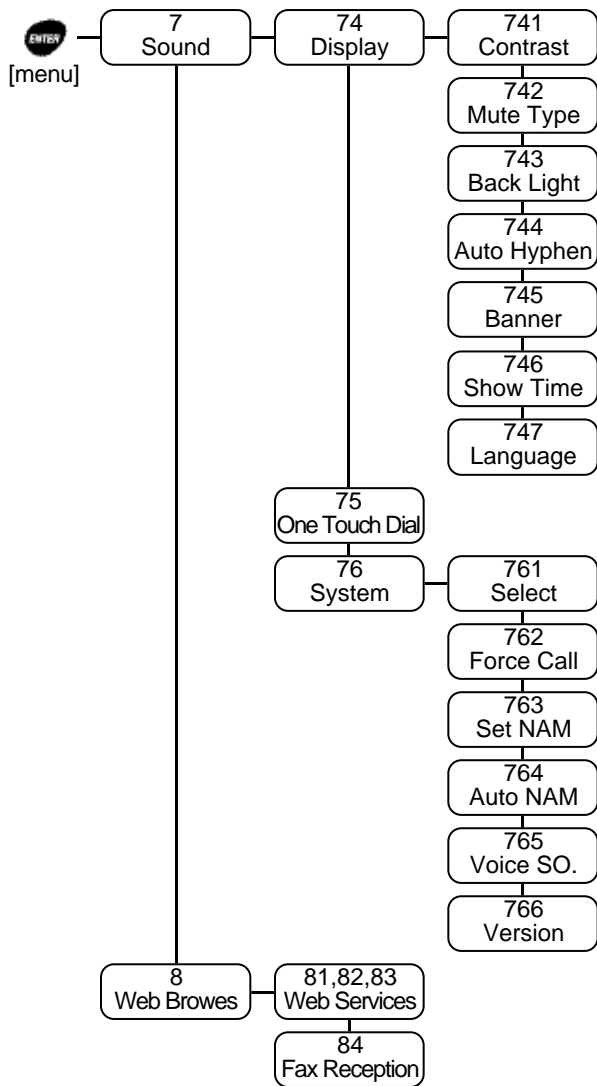 ENTER
[menu]
7
Sound
74
Display
741
Contrast
742
Mute Type
743
Back Light
744
Auto Hyphen
745
Banner
746
Show Time
747
Language
75
One Touch Dial
76
System
761
Select
762
Force Call
763
Set NAM
764
Auto NAM
765
Voice SO.
766
Version
8
Web Browes
81,82,83
Web Services
84
Fax Reception